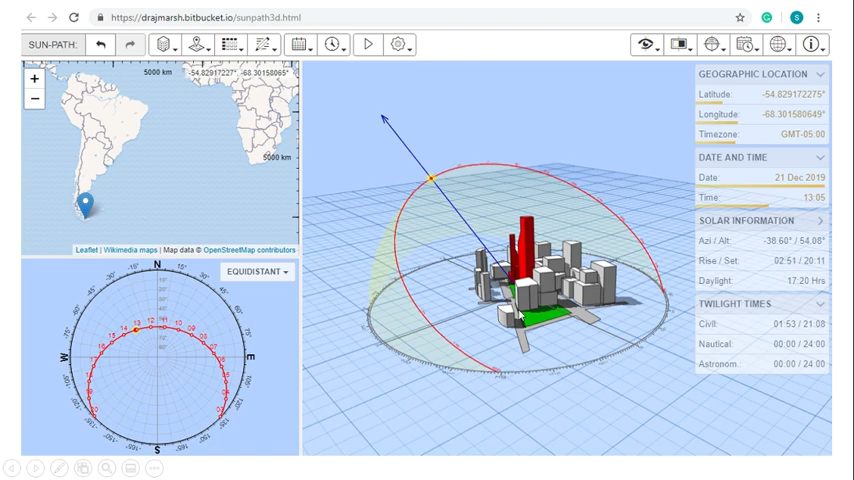 https://drajmarsh.bitbucket.io/sunpath3d.html
SUN-PATH:
+
−
5000 km
-54.82917227°, -68.30158065°
5000 km
Leaflet | Wikimedia maps | Map data © OpenStreetMap contributors
EQUIDISTANT
N
W
E
S
GEOGRAPHIC LOCATION
Latitude: -54.829172275°
Longitude: -68.301580649°
Timezone: GMT-05:00
DATE AND TIME
Date: 21 Dec 2019
Time: 13:05
SOLAR INFORMATION
Azi / Alt: -38.60° / 54.08°
Rise / Set: 02:51 / 20:11
Daylight: 17:20 Hrs
TWILIGHT TIMES
Civil: 01:53 / 21:08
Nautical: 00:00 / 24:00
Astronom.: 00:00 / 24:00